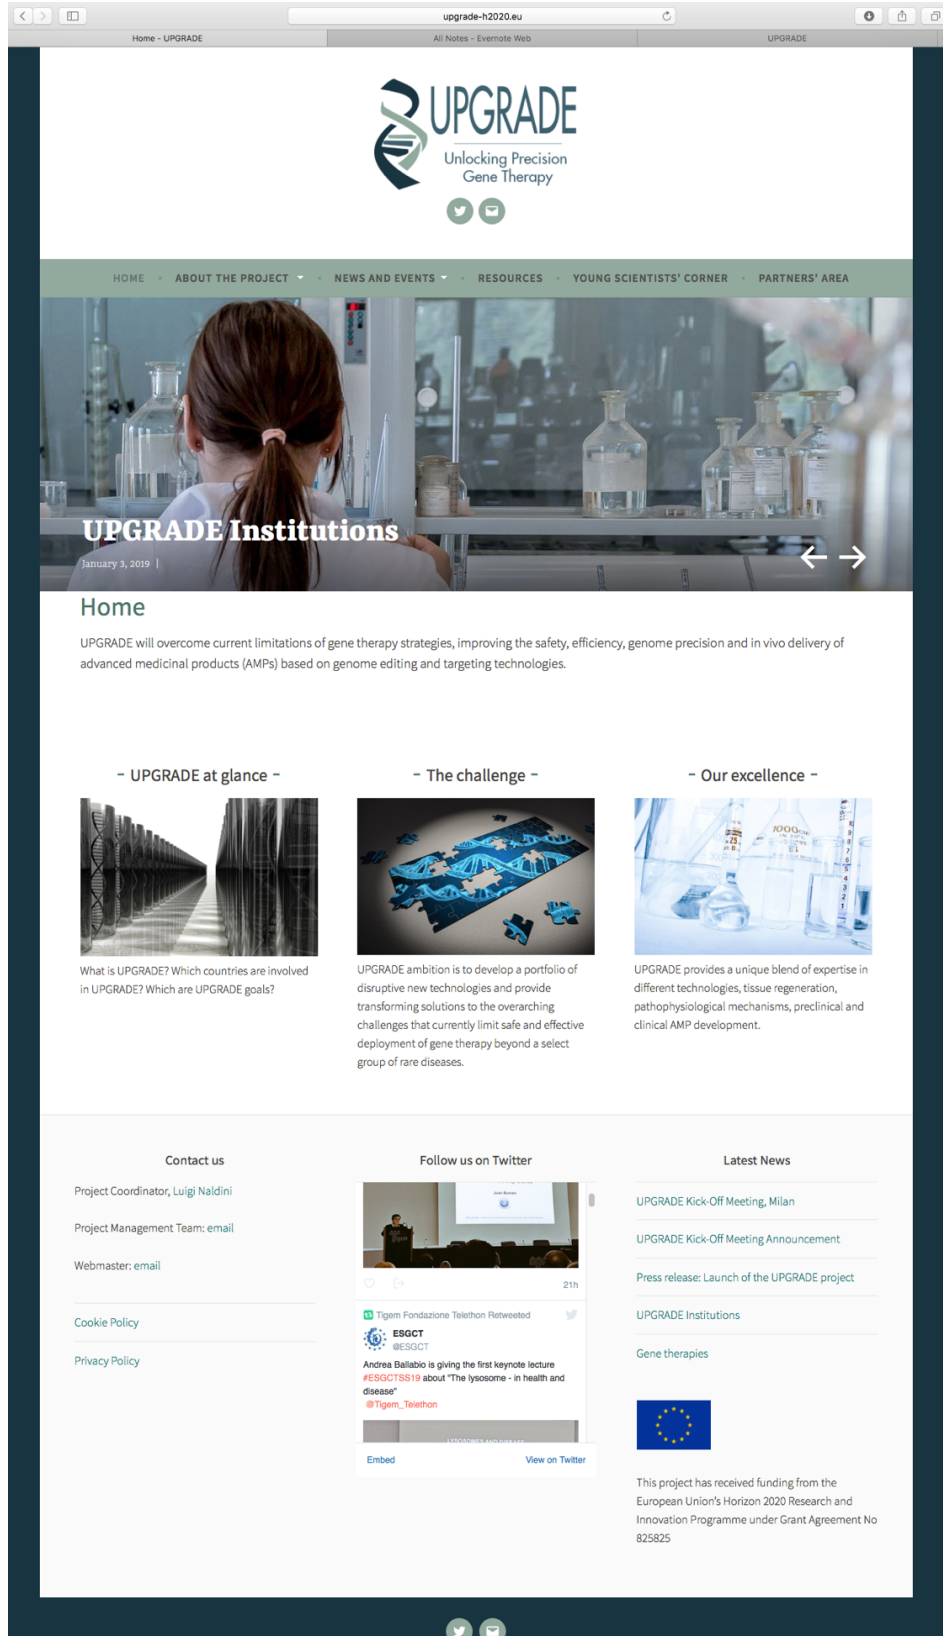 upgrade-h2020.eu
Home - UPGRADE
All Notes - Evernote Web
UPGRADE
UPGRADE
Unlocking Precision
Gene Therapy
HOME
ABOUT THE PROJECT
NEWS AND EVENTS
RESOURCES
YOUNG SCIENTISTS' CORNER
PARTNERS' AREA
UPGRADE Institutions
January 3, 2019 |
Home
UPGRADE will overcome current limitations of gene therapy strategies, improving the safety, efficiency, genome precision and in vivo delivery of
advanced medicinal products (AMPs) based on genome editing and targeting technologies.
- UPGRADE at glance -
What is UPGRADE? Which countries are involved
in UPGRADE? Which are UPGRADE goals?
- The challenge -
UPGRADE ambition is to develop a portfolio of
disruptive new technologies and provide
transforming solutions to the overarching
challenges that currently limit safe and effective
deployment of gene therapy beyond a select
group of rare diseases.
- Our excellence -
1000
UPGRADE provides a unique blend of expertise in
different technologies, tissue regeneration,
pathophysiological mechanisms, preclinical and
clinical AMP development.
Contact us
Project Coordinator, Luigi Naldini
Project Management Team: email
Webmaster: email
Cookie Policy
Privacy Policy
Follow us on Twitter
21h
Tigem Fondazione Telethon Retweeted
ESGCT
@ESGCT
Andrea Ballabio is giving the first keynote lecture
#ESGCTSS19 about "The lysosome - in health and
disease"
@Tigem_Telethon
Embed
View on Twitter
Latest News
UPGRADE Kick-Off Meeting, Milan
UPGRADE Kick-Off Meeting Announcement
Press release: Launch of the UPGRADE project
UPGRADE Institutions
Gene therapies
This project has received funding from the
European Union's Horizon 2020 Research and
Innovation Programme under Grant Agreement No
825825